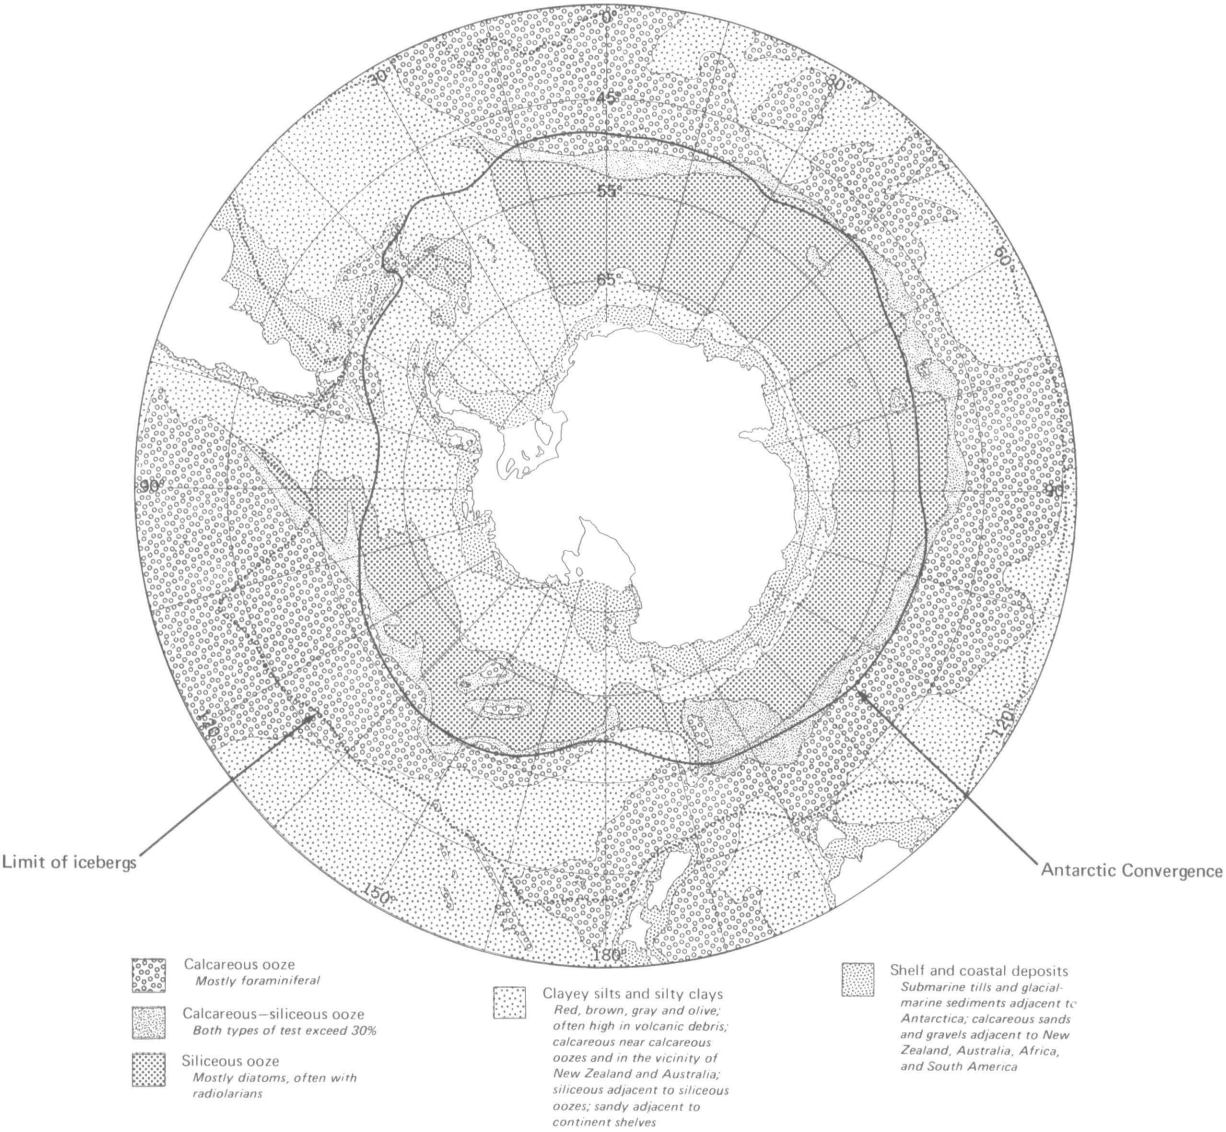 0°
30°
30°
45°
55°
60°
65°
90°
90°
120°
120°
150°
180°
Limit of icebergs
Antarctic Convergence
Calcareous ooze
Mostly foraminiferal
Calcareous—siliceous ooze
Both types of test exceed 30%
Siliceous ooze
Mostly diatoms, often with
radiolarians
Clayey silts and silty clays
Red, brown, gray and olive;
often high in volcanic debris;
calcareous near calcareous
oozes and in the vicinity of
New Zealand and Australia;
siliceous adjacent to siliceous
oozes; sandy adjacent to
continent shelves
Shelf and coastal deposits
Submarine tills and glacial-
marine sediments adjacent to
Antarctica; calcareous sands
and gravels adjacent to New
Zealand, Australia, Africa,
and South America